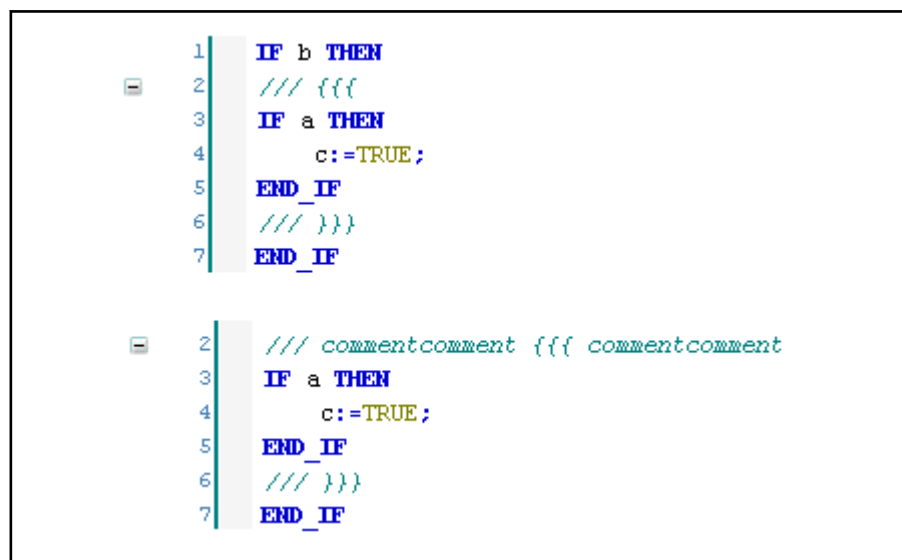 1 IF b THEN
2 /// {{{
3 IF a THEN
4 c:=TRUE;
5 END_IF
6 /// }}}
7 END_IF
2 /// commentcomment {{{ commentcomment
3 IF a THEN
4 c:=TRUE;
5 END_IF
6 /// }}}
7 END_IF